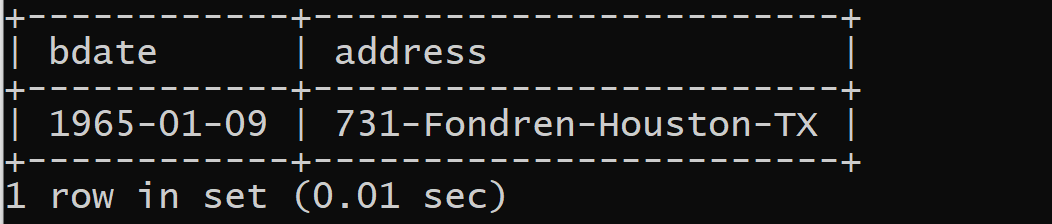 +------------+------------------------+
| bdate      | address                |
+------------+------------------------+
| 1965-01-09 | 731-Fondren-Houston-TX |
+------------+------------------------+
1 row in set (0.01 sec)